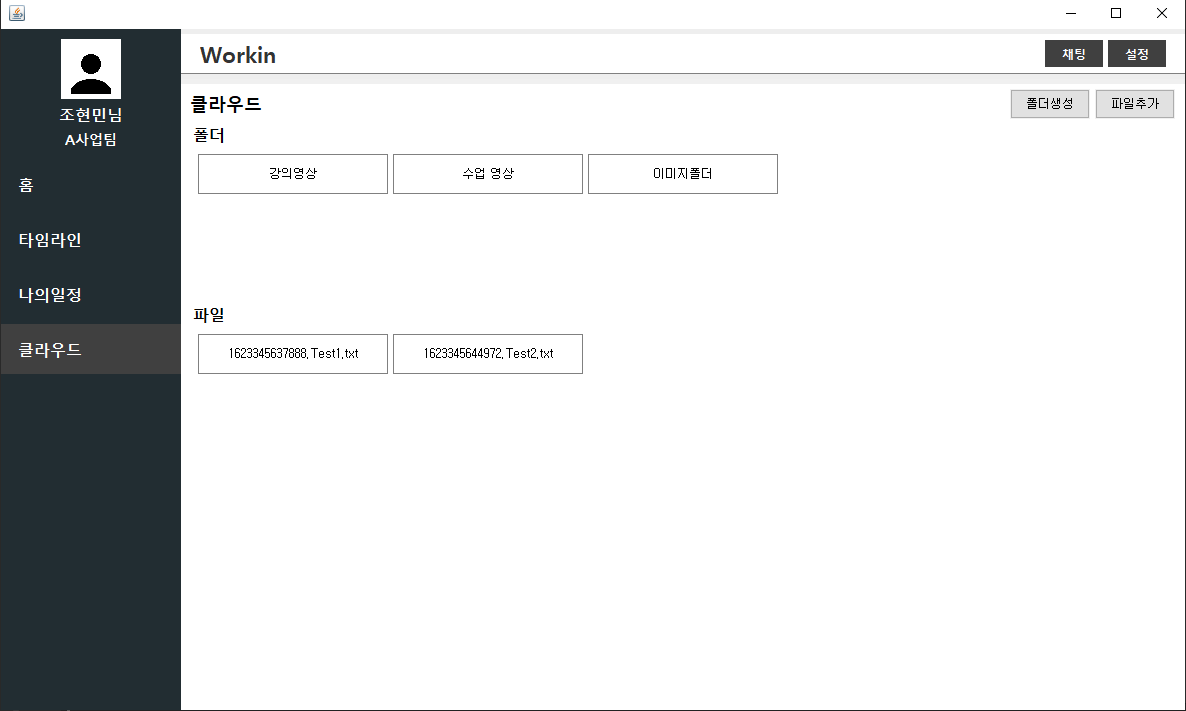 Workin
채팅
설정
조현민님
A사업팀
홈
타임라인
나의일정
클라우드
클라우드
폴더생성
파일추가
폴더
강의영상
수업 영상
이미지폴더
파일
1623345637888.Test1.txt
1623345644972.Test2.txt